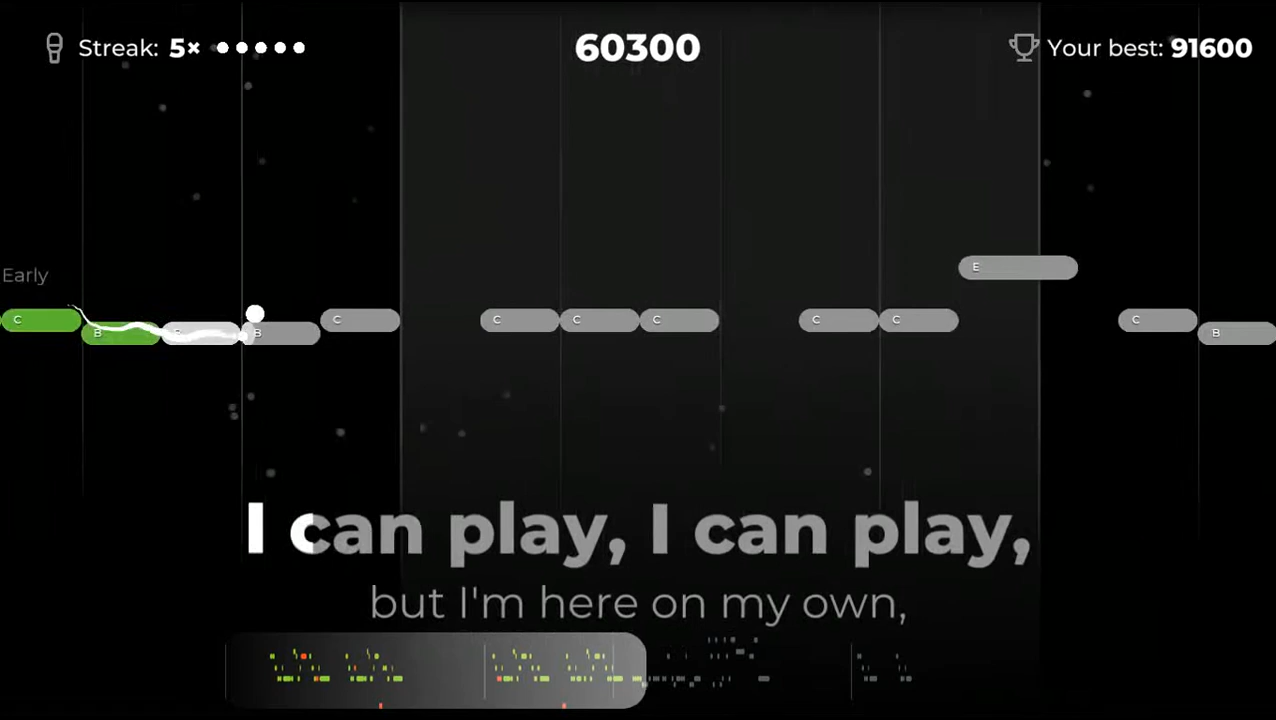 Streak: 5×
60300
Your best: 91600
E
Early
C B B C C C C C C C B
I can play, I can play,
but I'm here on my own,